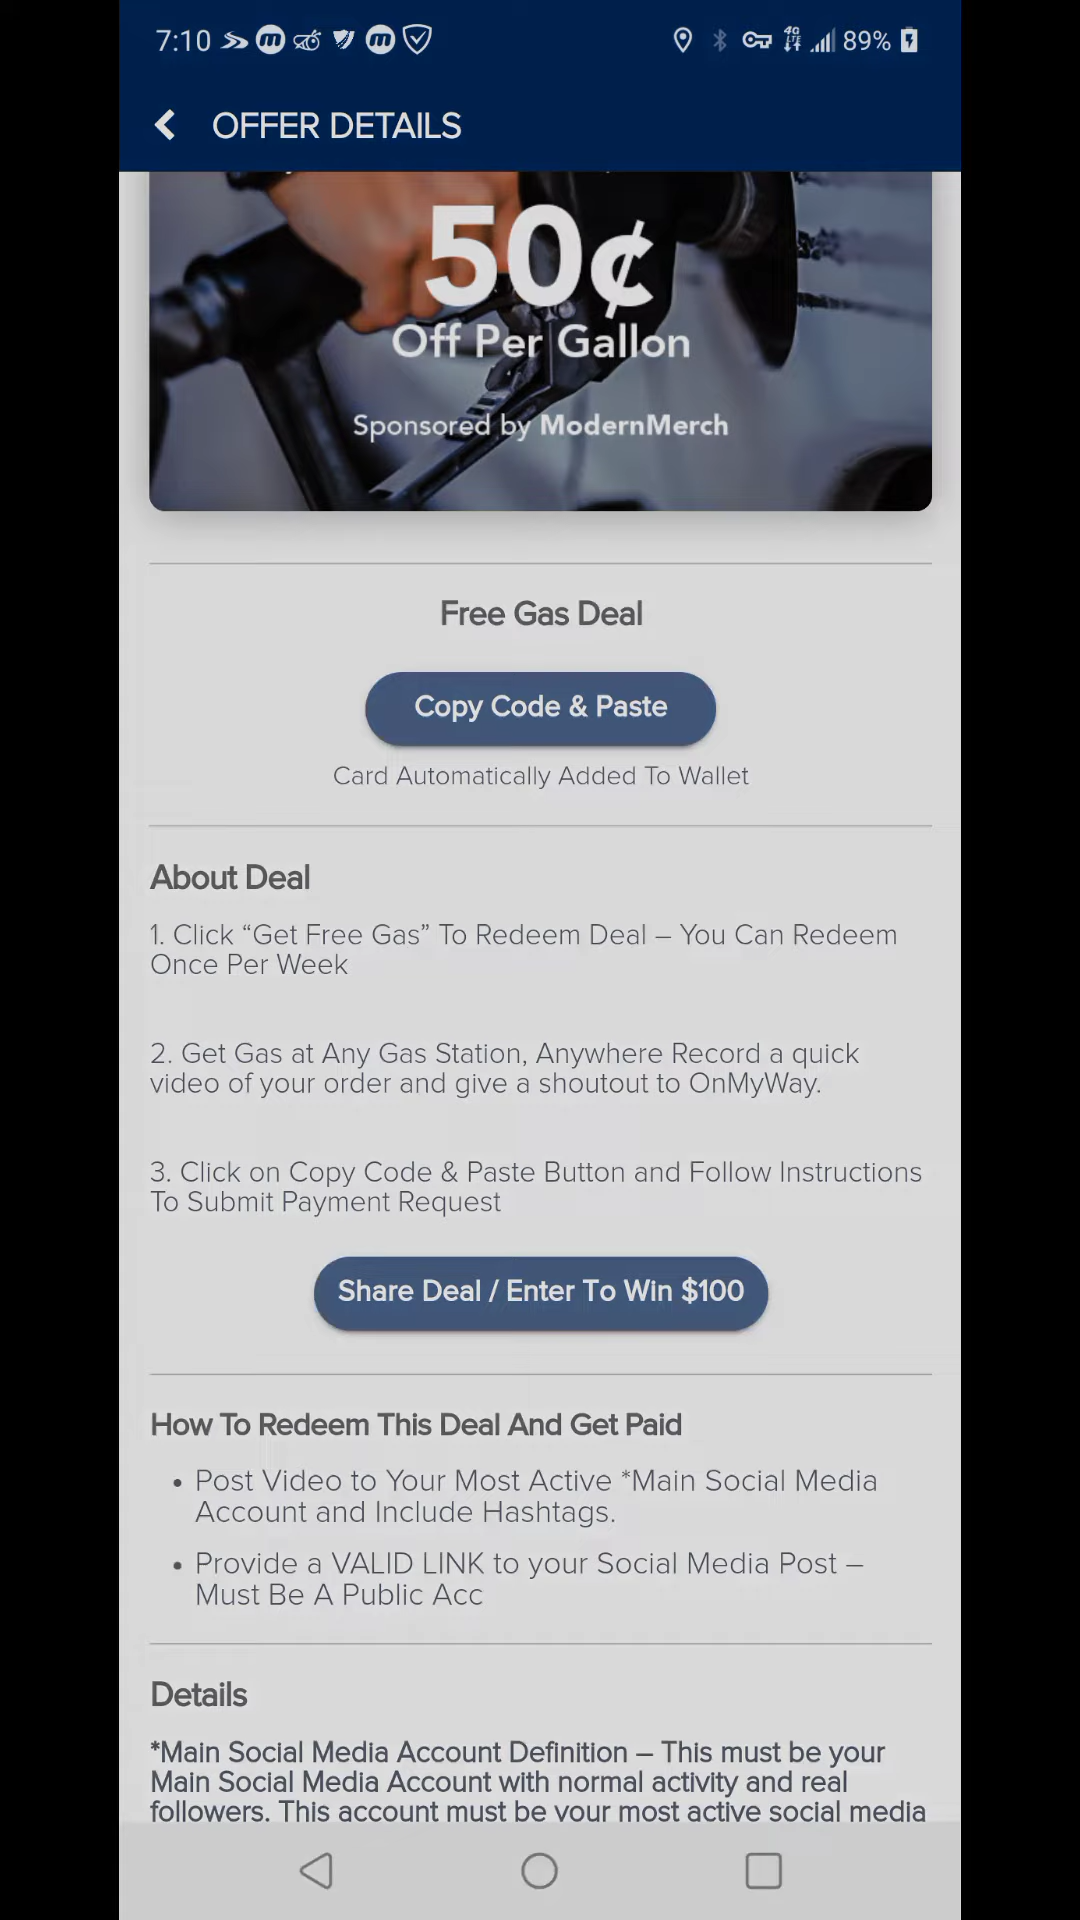 7:10 89%
OFFER DETAILS
50¢
Off Per Gallon
Sponsored by ModernMerch
Free Gas Deal
Copy Code & Paste
Card Automatically Added To Wallet
About Deal
1. Click “Get Free Gas” To Redeem Deal – You Can Redeem
Once Per Week
2. Get Gas at Any Gas Station, Anywhere Record a quick
video of your order and give a shoutout to OnMyWay.
3. Click on Copy Code & Paste Button and Follow Instructions
To Submit Payment Request
Share Deal / Enter To Win $100
How To Redeem This Deal And Get Paid
• Post Video to Your Most Active *Main Social Media
Account and Include Hashtags.
• Provide a VALID LINK to your Social Media Post –
Must Be A Public Acc
Details
*Main Social Media Account Definition – This must be your
Main Social Media Account with normal activity and real
followers. This account must be your most active social media